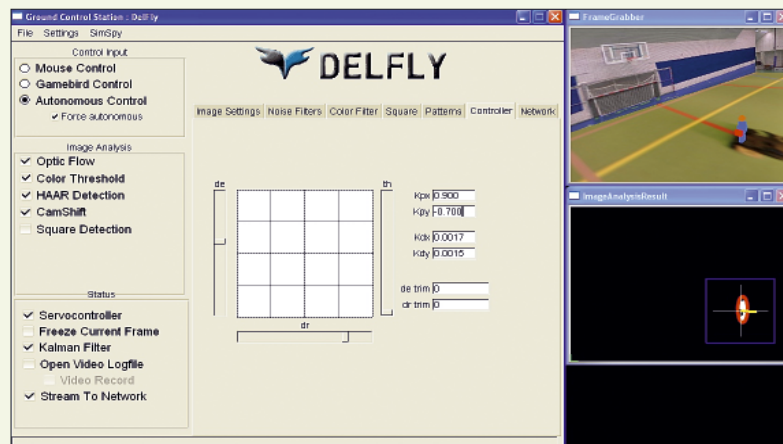 Ground Control Station : DelFly
File Settings SimSpy
Control Input
Mouse Control
Gamebird Control
Autonomous Control
Force autonomous
Image Analysis
Optic Flow
Color Threshold
HAAR Detection
CamShift
Square Detection
Status
Servocontroller
Freeze Current Frame
Kalman Filter
Open Video Logfile
Video Record
Stream To Network
DELFLY
Image Settings Noise Filters Color Filter Square Patterns Controller Network
de
th
dr
Kpx 0.900
Kpy -0.700
Kdx 0.0017
Kdy 0.0015
de trim 0
dr trim 0
FrameGrabber
ImageAnalysisResult